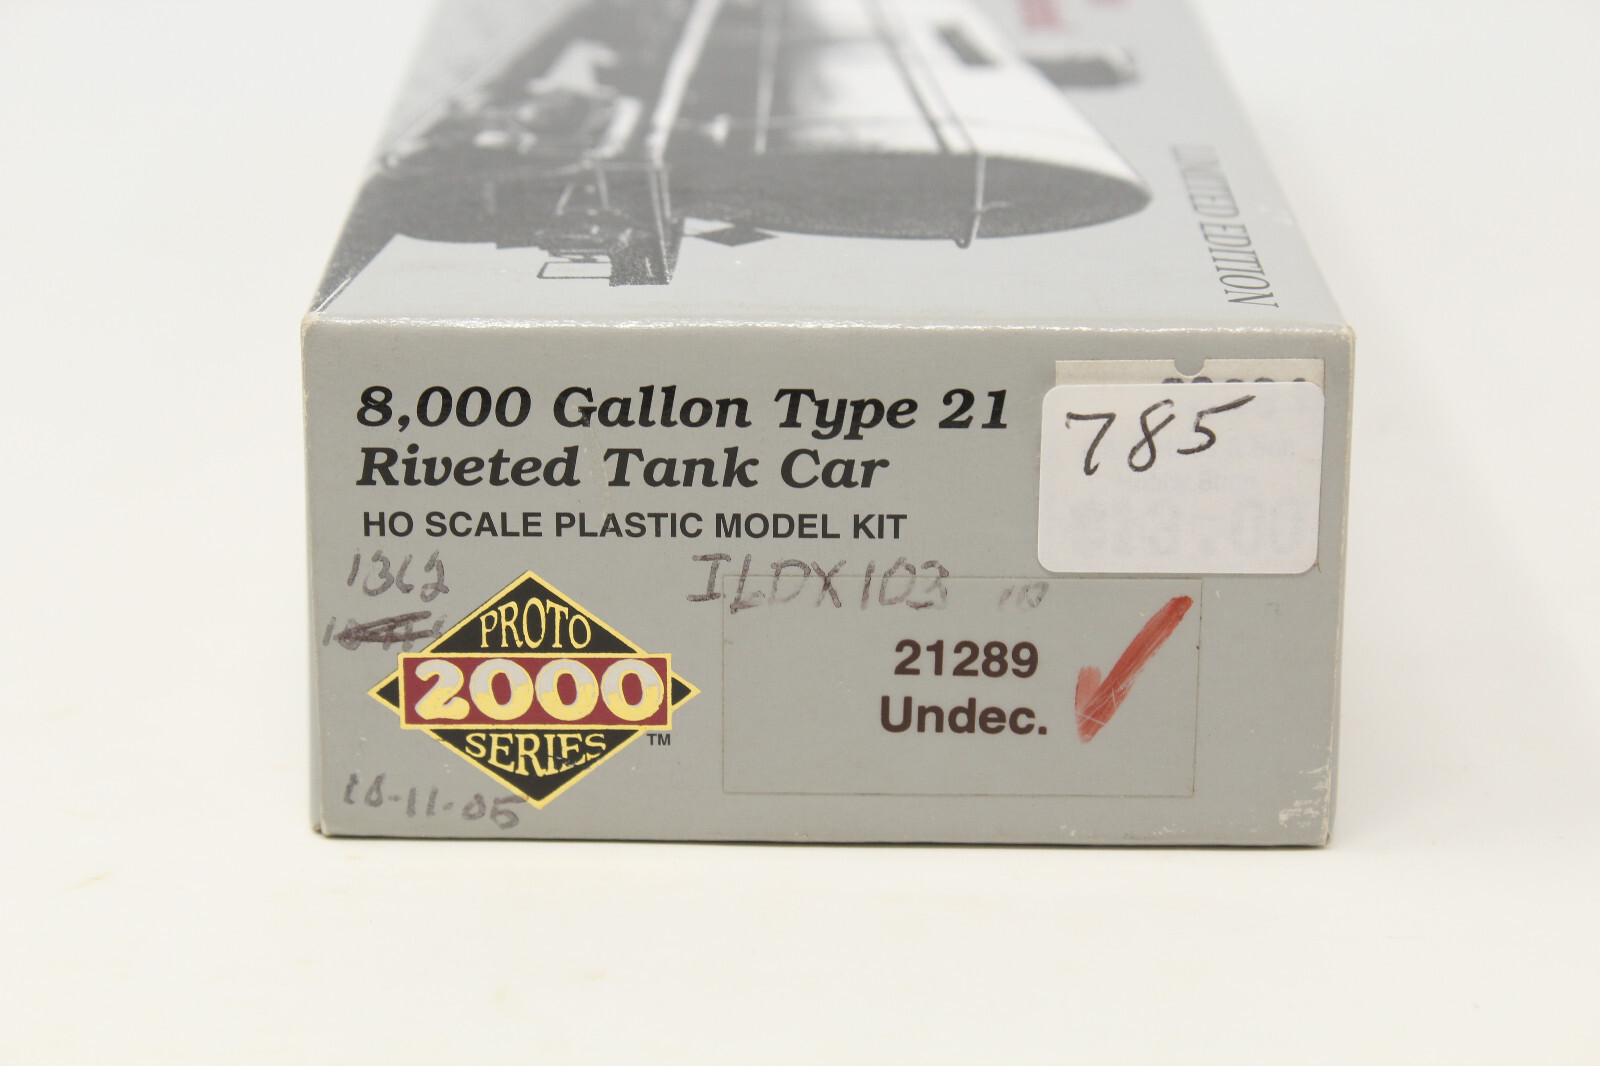 LIMITED EDITION
8,000 Gallon Type 21
Riveted Tank Car
HO SCALE PLASTIC MODEL KIT
785
1362
ILDX103
PROTO
2000
SERIES
TM
21289
Undec.
10-11-05